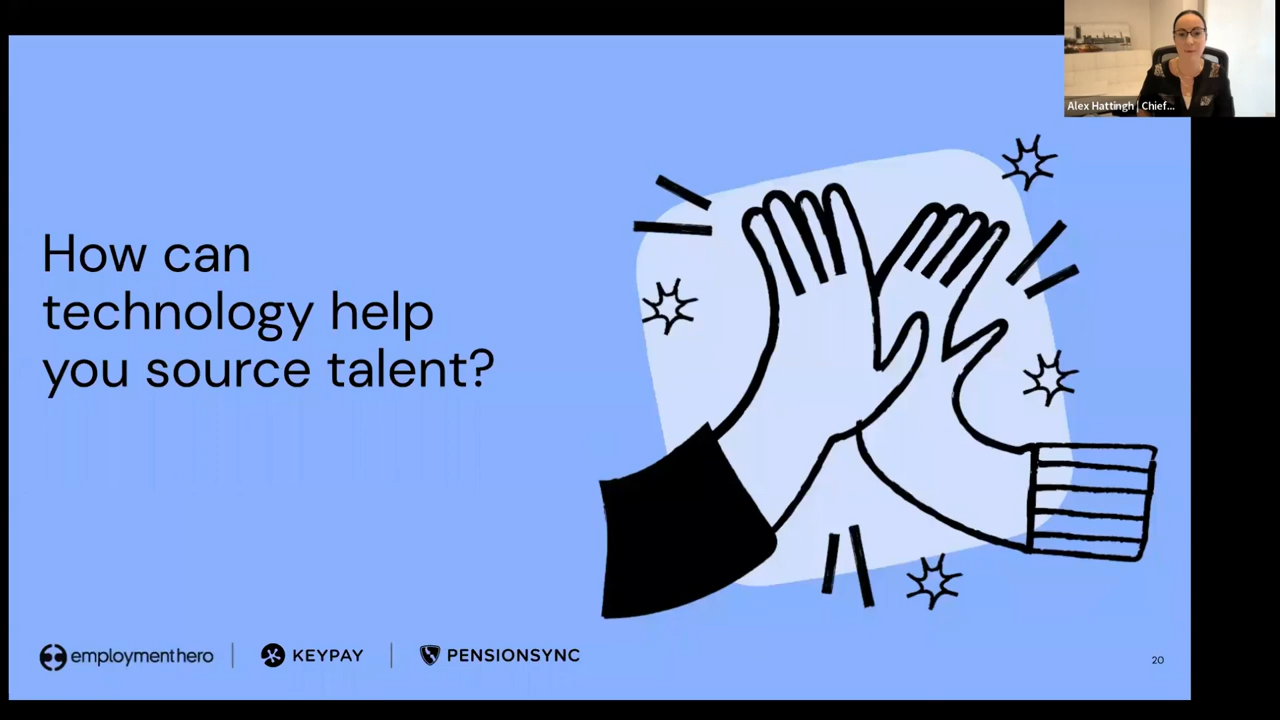 Alex Hattingh | Chief...
How can
technology help
you source talent?
employmenthero | KEYPAY | PENSIONSYNC
20